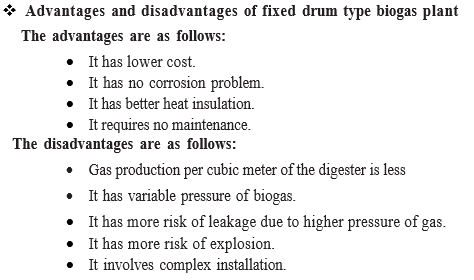 ❖ Advantages and disadvantages of fixed drum type biogas plant
The advantages are as follows:
• It has lower cost.
• It has no corrosion problem.
• It has better heat insulation.
• It requires no maintenance.
The disadvantages are as follows:
• Gas production per cubic meter of the digester is less
• It has variable pressure of biogas.
• It has more risk of leakage due to higher pressure of gas.
• It has more risk of explosion.
• It involves complex installation.